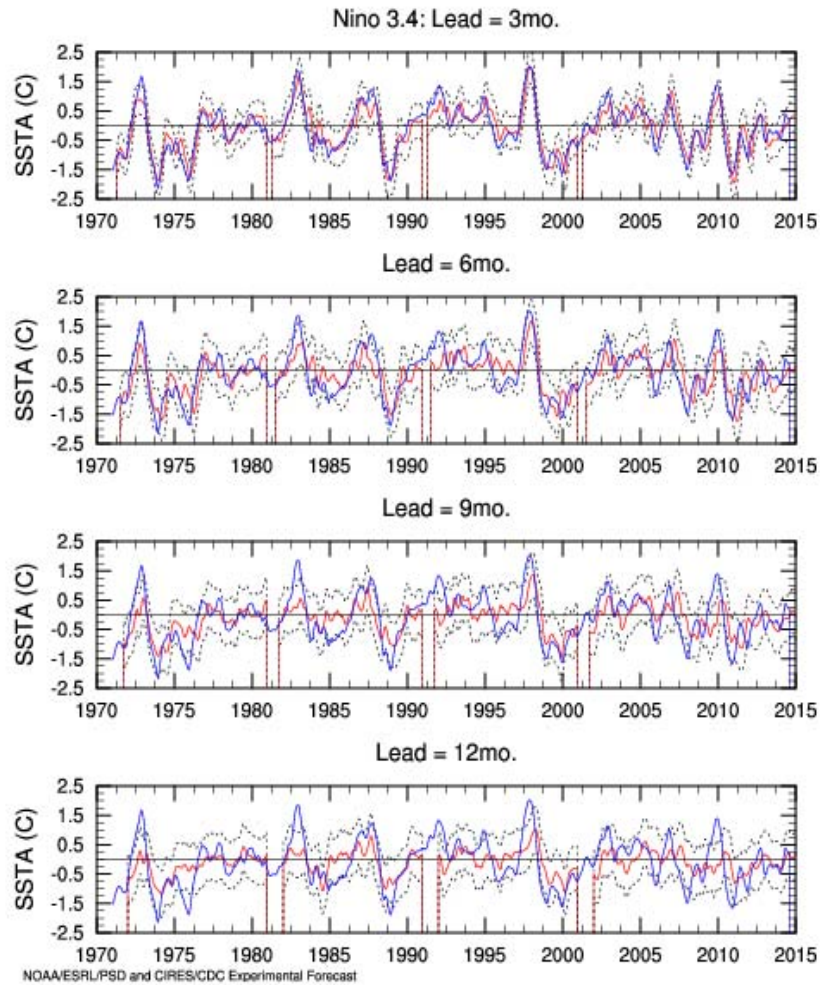 Nino 3.4: Lead = 3mo.
2.5
1.5
0.5
-0.5
-1.5
-2.5
SSTA (C)
1970 1975 1980 1985 1990 1995 2000 2005 2010 2015
Lead = 6mo.
2.5
1.5
0.5
-0.5
-1.5
-2.5
SSTA (C)
1970 1975 1980 1985 1990 1995 2000 2005 2010 2015
Lead = 9mo.
2.5
1.5
0.5
-0.5
-1.5
-2.5
SSTA (C)
1970 1975 1980 1985 1990 1995 2000 2005 2010 2015
Lead = 12mo.
2.5
1.5
0.5
-0.5
-1.5
-2.5
SSTA (C)
1970 1975 1980 1985 1990 1995 2000 2005 2010 2015
NOAA/ESRL/PSD and CIRES/CDC Experimental Forecast